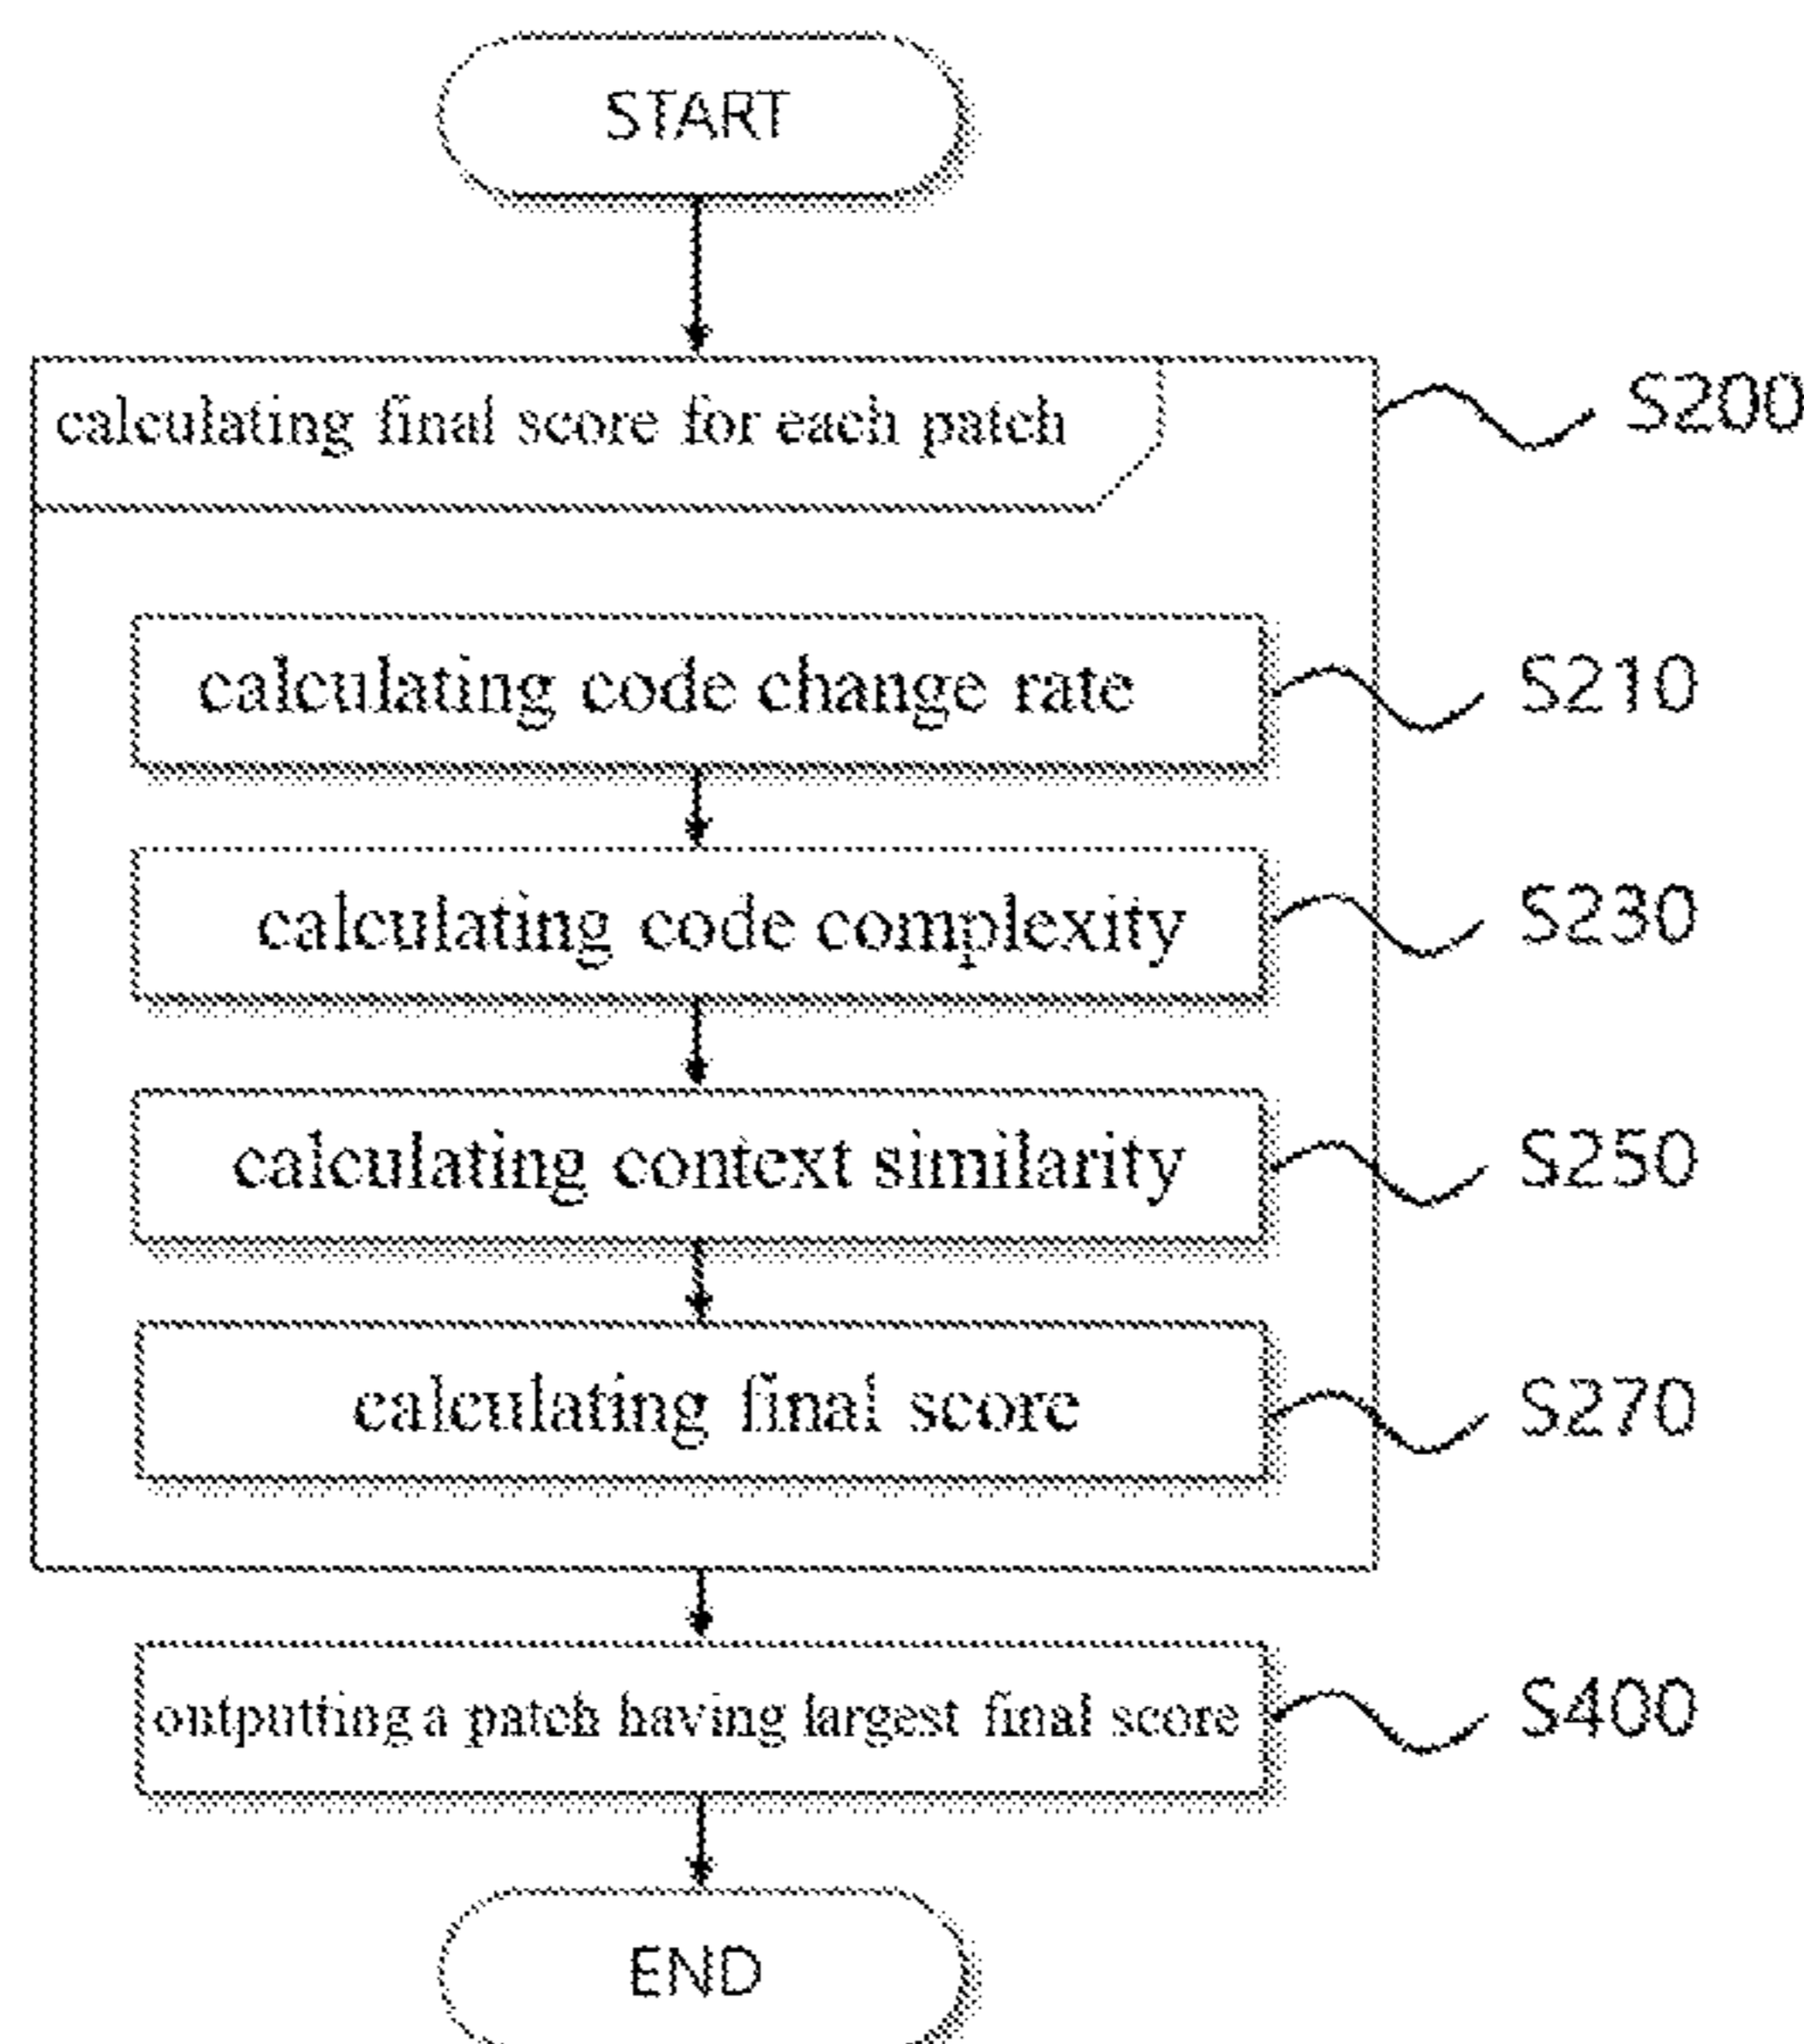 START
calculating final score for each patch
S200
calculating code change rate
S210
calculating code complexity
S230
calculating context similarity
S250
calculating final score
S270
outputting a patch having largest final score
S400
END